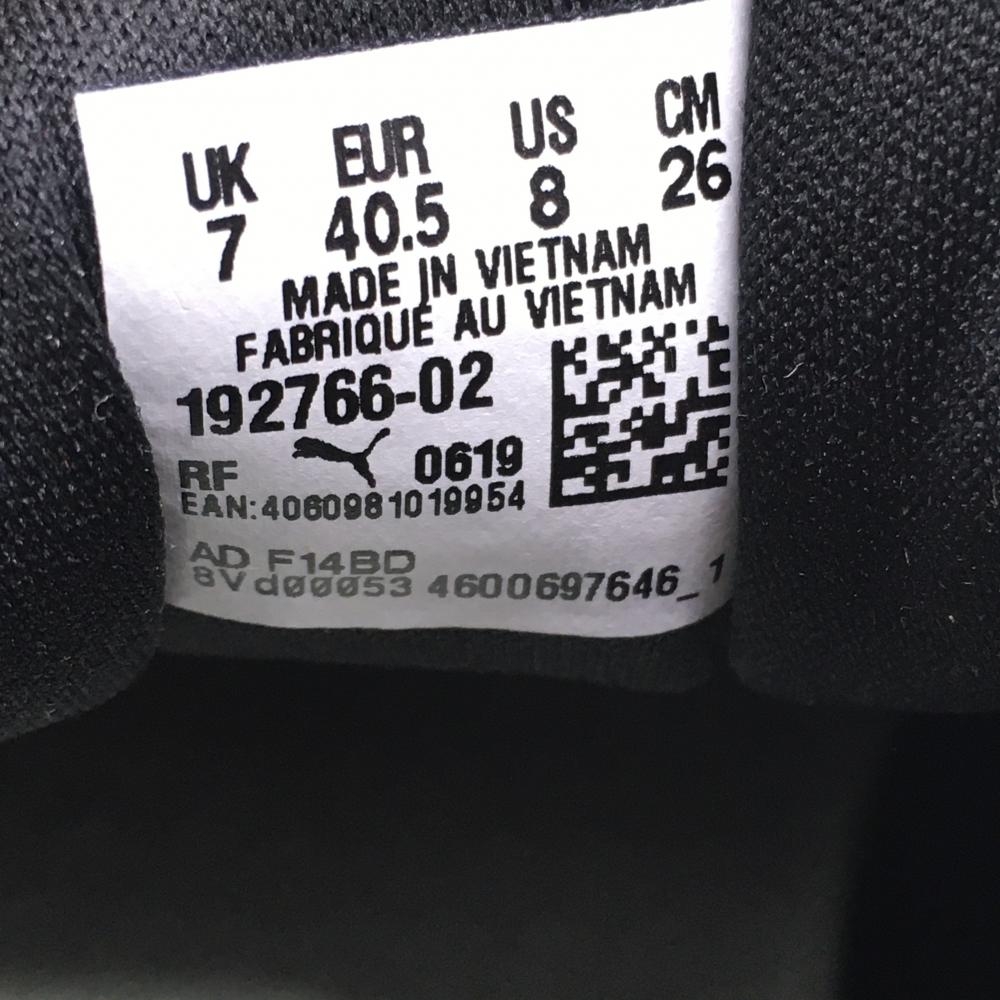 UK EUR US CM
7 40.5 8 26
MADE IN VIETNAM
FABRIQUE AU VIETNAM
192766-02
RF 0619
EAN:4060981019954
AD F14BD
8Vd00053 4600697646_1